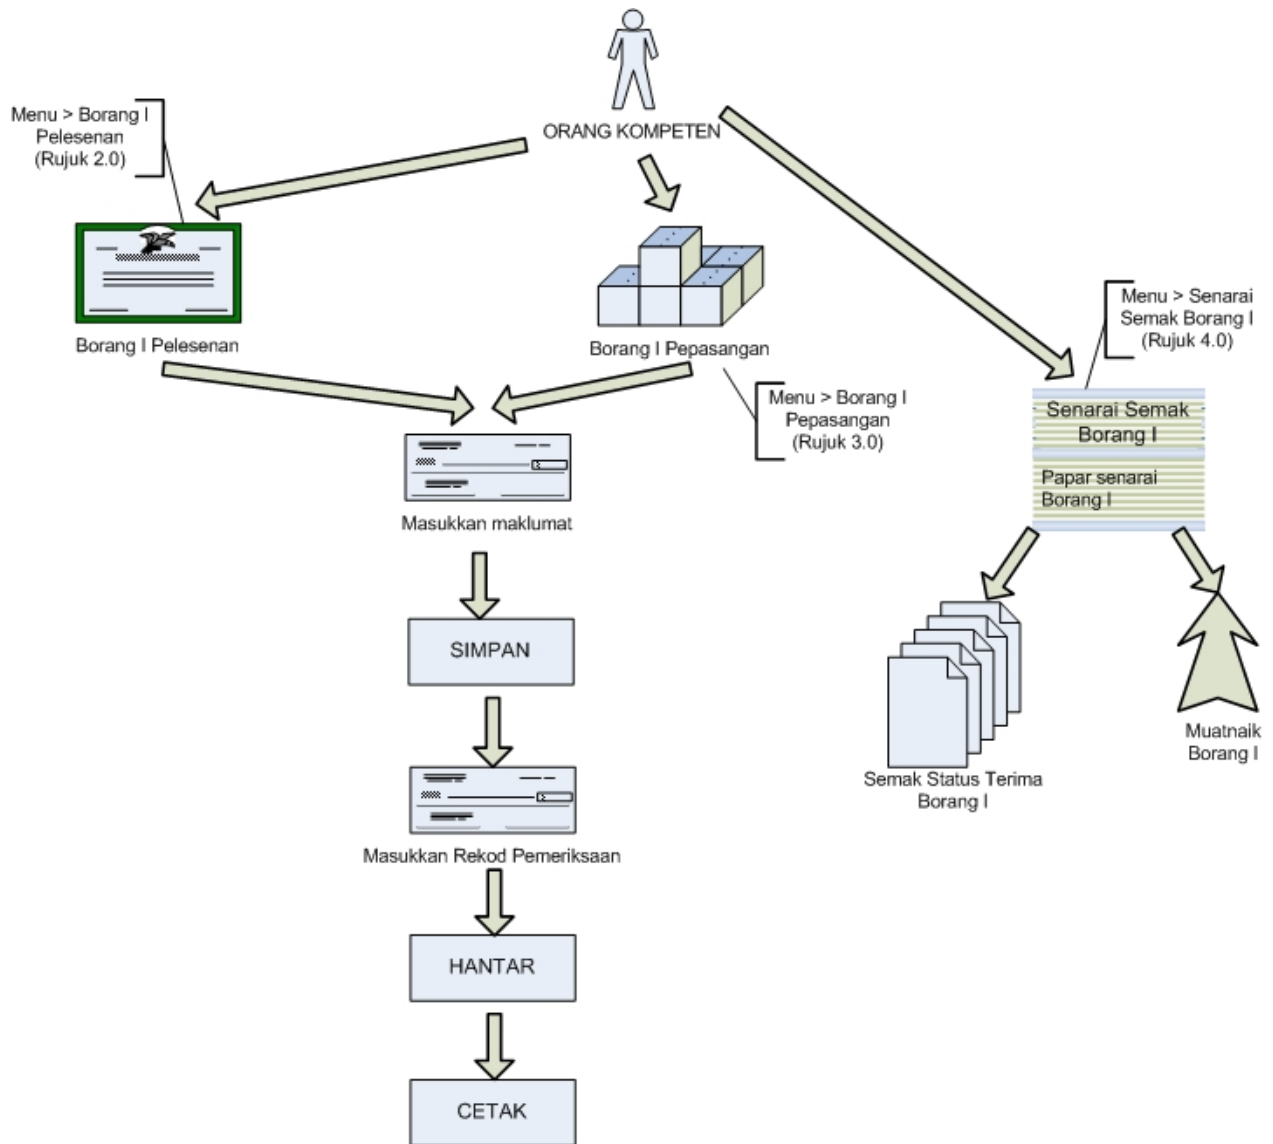 ORANG KOMPETEN
Menu > Borang I
Pelesenan
(Rujuk 2.0)
Borang I Pelesenan
Borang I Pepasangan
Menu > Borang I
Pepasangan
(Rujuk 3.0)
Menu > Senarai
Semak Borang I
(Rujuk 4.0)
Senarai Semak
Borang I
Papar senarai
Borang I
Masukkan maklumat
SIMPAN
Masukkan Rekod Pemeriksaan
HANTAR
CETAK
Semak Status Terima
Borang I
Muatnaik
Borang I